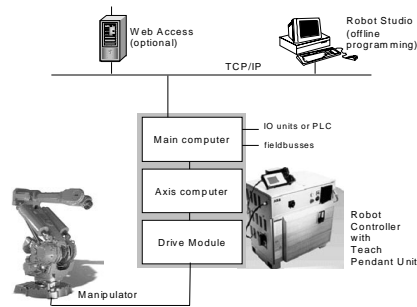 Web Access
(optional)
Robot Studio
(offline
programming)
TCP/IP
Main computer
IO units or PLC
fieldbusses
Axis computer
Drive Module
Robot
Controller
with
Teach
Pendant Unit
Manipulator